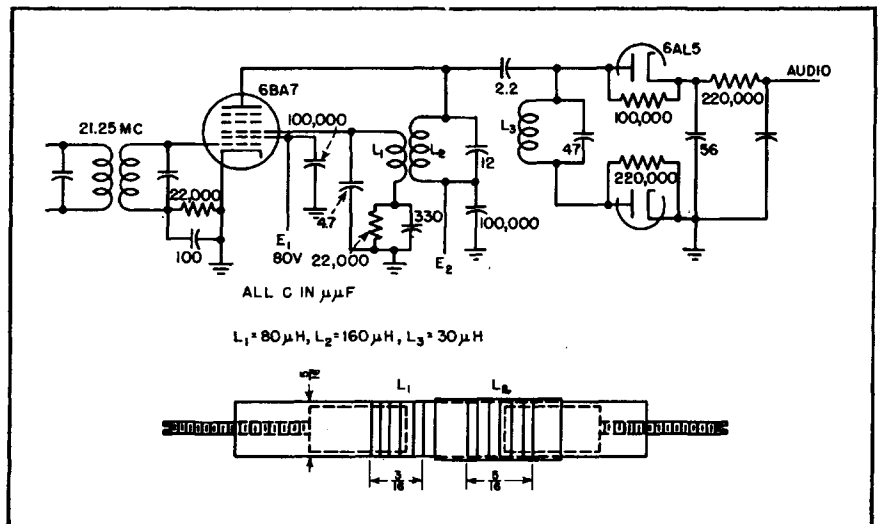 6AL5
6BA7
2.2
AUDIO
21.25 MC
100,000
220,000
100,000
L₁
L₂
L₃
12
47
56
22,000
220,000
330
100,000
4.7
100
E₁
80V
22,000
E₂
ALL C IN μμF
L₁=80μH, L₂=160μH, L₃=30μH
L₁
L₂
3/16
5/16